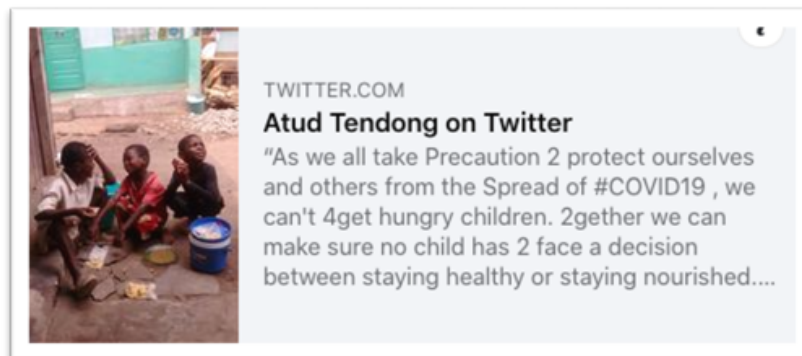 TWITTER.COM
Atud Tendong on Twitter
“As we all take Precaution 2 protect ourselves
and others from the Spread of #COVID19 , we
can't 4get hungry children. 2gether we can
make sure no child has 2 face a decision
between staying healthy or staying nourished....